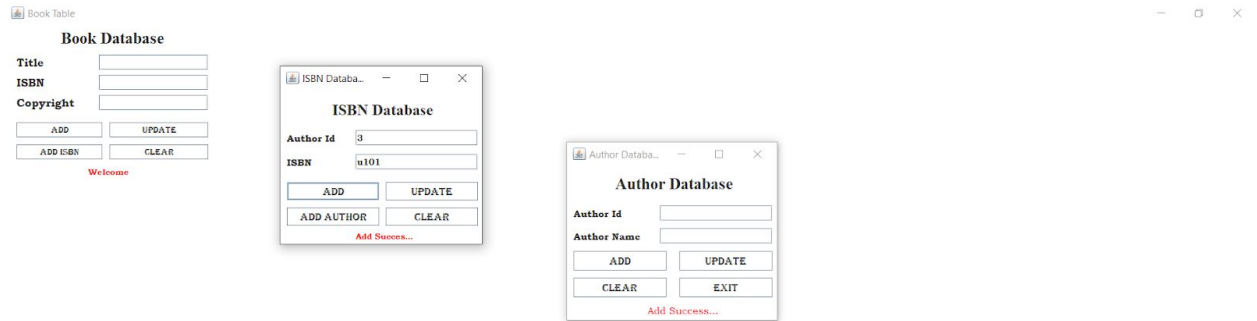 Book Table
Book Database
Title
ISBN
Copyright
ADD UPDATE
ADD ISBN CLEAR
Welcome
ISBN Databa...
ISBN Database
Author Id 3
ISBN u101
ADD UPDATE
ADD AUTHOR CLEAR
Add Succes...
Author Databa...
Author Database
Author Id
Author Name
ADD UPDATE
CLEAR EXIT
Add Success...